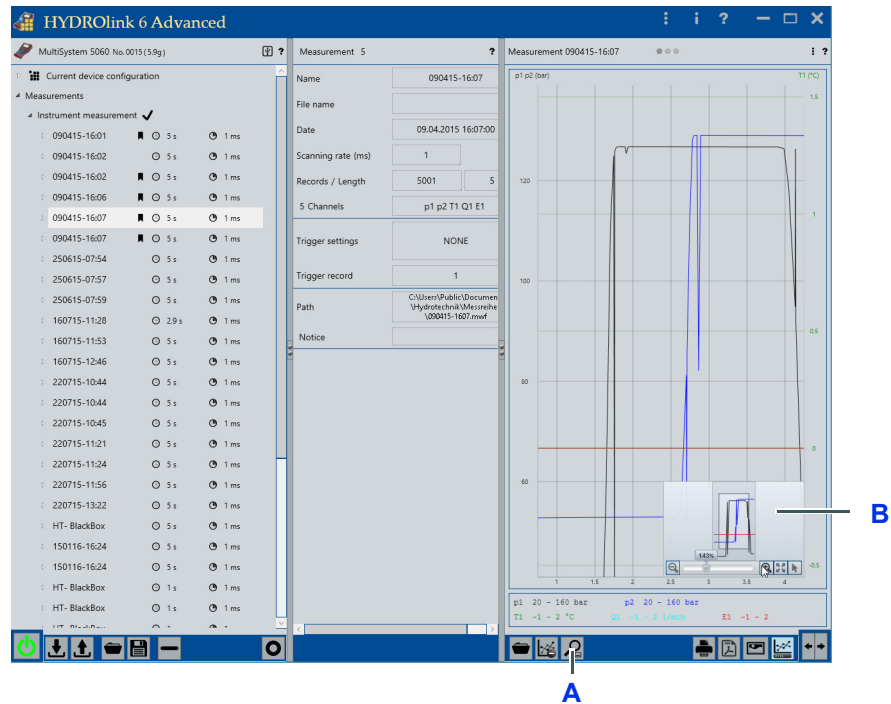 HYDROlink 6 Advanced
MultiSystem 5060 No. 0015 (5.9g)
Current device configuration
Measurements
Instrument measurement
090415-16:01 5 s 1 ms
090415-16:02 5 s 1 ms
090415-16:02 5 s 1 ms
090415-16:06 5 s 1 ms
090415-16:07 5 s 1 ms
090415-16:07 5 s 1 ms
250615-07:54 5 s 1 ms
250615-07:57 5 s 1 ms
250615-07:59 5 s 1 ms
160715-11:28 2.9 s 1 ms
160715-11:53 5 s 1 ms
160715-12:46 5 s 1 ms
220715-10:44 5 s 1 ms
220715-10:44 5 s 1 ms
220715-10:45 5 s 1 ms
220715-11:21 5 s 1 ms
220715-11:24 5 s 1 ms
220715-11:56 5 s 1 ms
220715-13:22 5 s 1 ms
HT- BlackBox 5 s 1 ms
150116-16:24 5 s 1 ms
150116-16:24 5 s 1 ms
HT- BlackBox 1 s 1 ms
HT- BlackBox 1 s 1 ms
Measurement 5 ?
Name 090415-16:07
File name
Date 09.04.2015 16:07:00
Scanning rate (ms) 1
Records / Length 5001 5
5 Channels p1 p2 T1 Q1 E1
Trigger settings NONE
Trigger record 1
Path C:\Users\Public\Documen
\Hydrotechnik\Messreihe
\090415-1607.mwf
Notice
Measurement 090415-16:07
p1 p2 (bar) T1 (°C)
1.5
120
1
100
0.5
80
0
60
143%
-0.5
1 1.5 2 2.5 3 3.5 4
p1 20 - 160 bar p2 20 - 160 bar
T1 -1 - 2 °C Q1 -1 - 2 l/min E1 -1 - 2
A
B